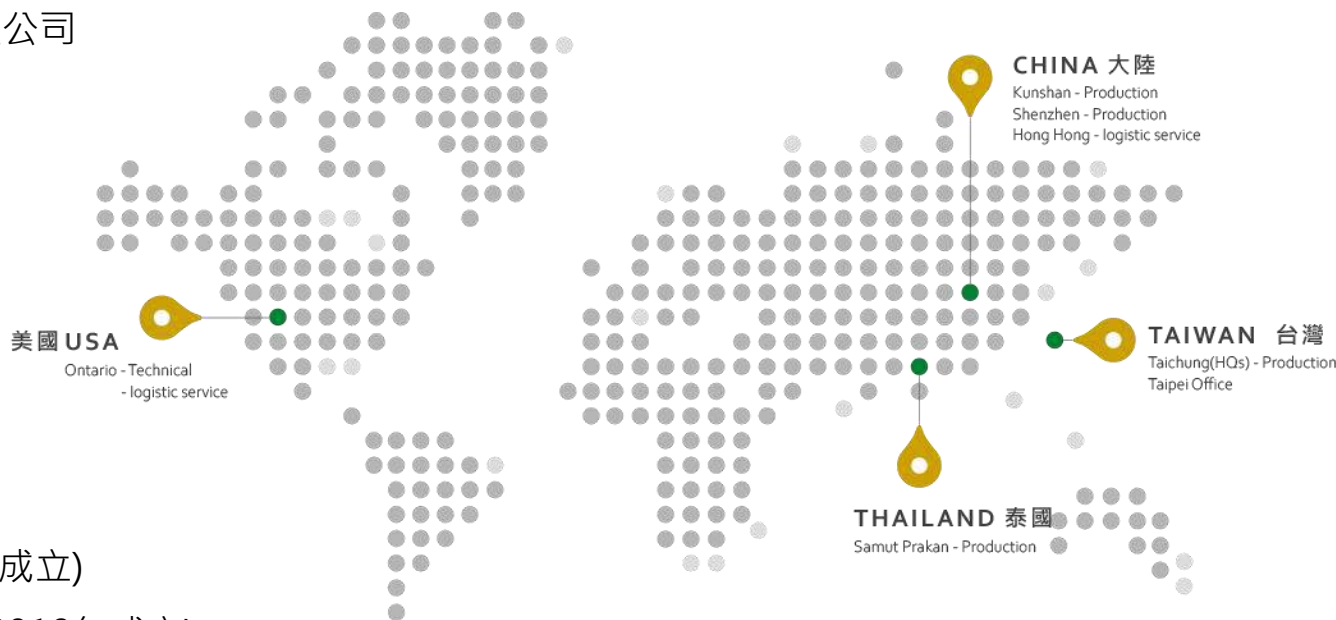 公司
CHINA 大陸
Kunshan - Production
Shenzhen - Production
Hong Hong - logistic service
美國 USA
Ontario - Technical
- logistic service
TAIWAN 台灣
Taichung(HQs) - Production
Taipei Office
THAILAND 泰國
Samut Prakan - Production
成立)